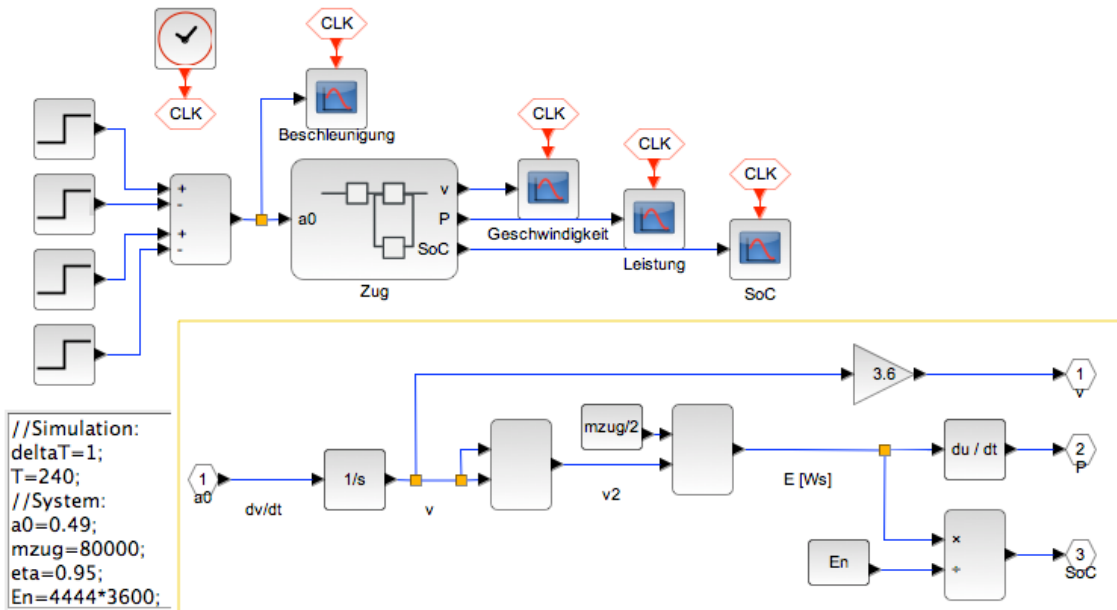 CLK
CLK
Beschleunigung
CLK
CLK
CLK
+
-
+
-
a0
v
P
SoC
Zug
Geschwindigkeit
Leistung
SoC
//Simulation:
deltaT=1;
T=240;
//System:
a0=0.49;
mzug=80000;
eta=0.95;
En=4444*3600;
1
a0
dv/dt
1/s
v
v2
mzug/2
E [Ws]
3.6
1
v
du / dt
2
P
En
×
÷
3
SoC